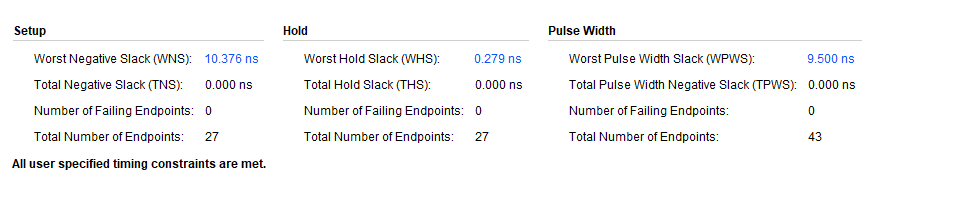 Setup Hold Pulse Width
Worst Negative Slack (WNS): 10.376 ns Worst Hold Slack (WHS): 0.279 ns Worst Pulse Width Slack (WPWS): 9.500 ns
Total Negative Slack (TNS): 0.000 ns Total Hold Slack (THS): 0.000 ns Total Pulse Width Negative Slack (TPWS): 0.000 ns
Number of Failing Endpoints: 0 Number of Failing Endpoints: 0 Number of Failing Endpoints: 0
Total Number of Endpoints: 27 Total Number of Endpoints: 27 Total Number of Endpoints: 43
All user specified timing constraints are met.